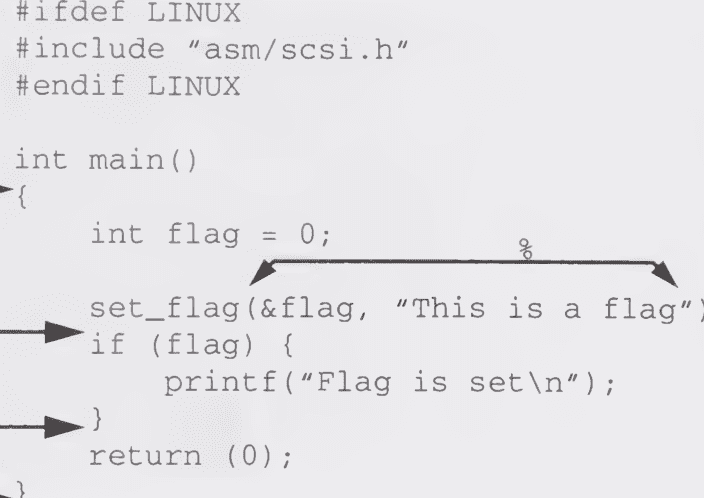 #ifdef LINUX
#include "asm/scsi.h"
#endif LINUX
int main()
{
int flag = 0;
%
set_flag(&flag, "This is a flag")
if (flag) {
printf("Flag is set\n");
}
return (0);
}